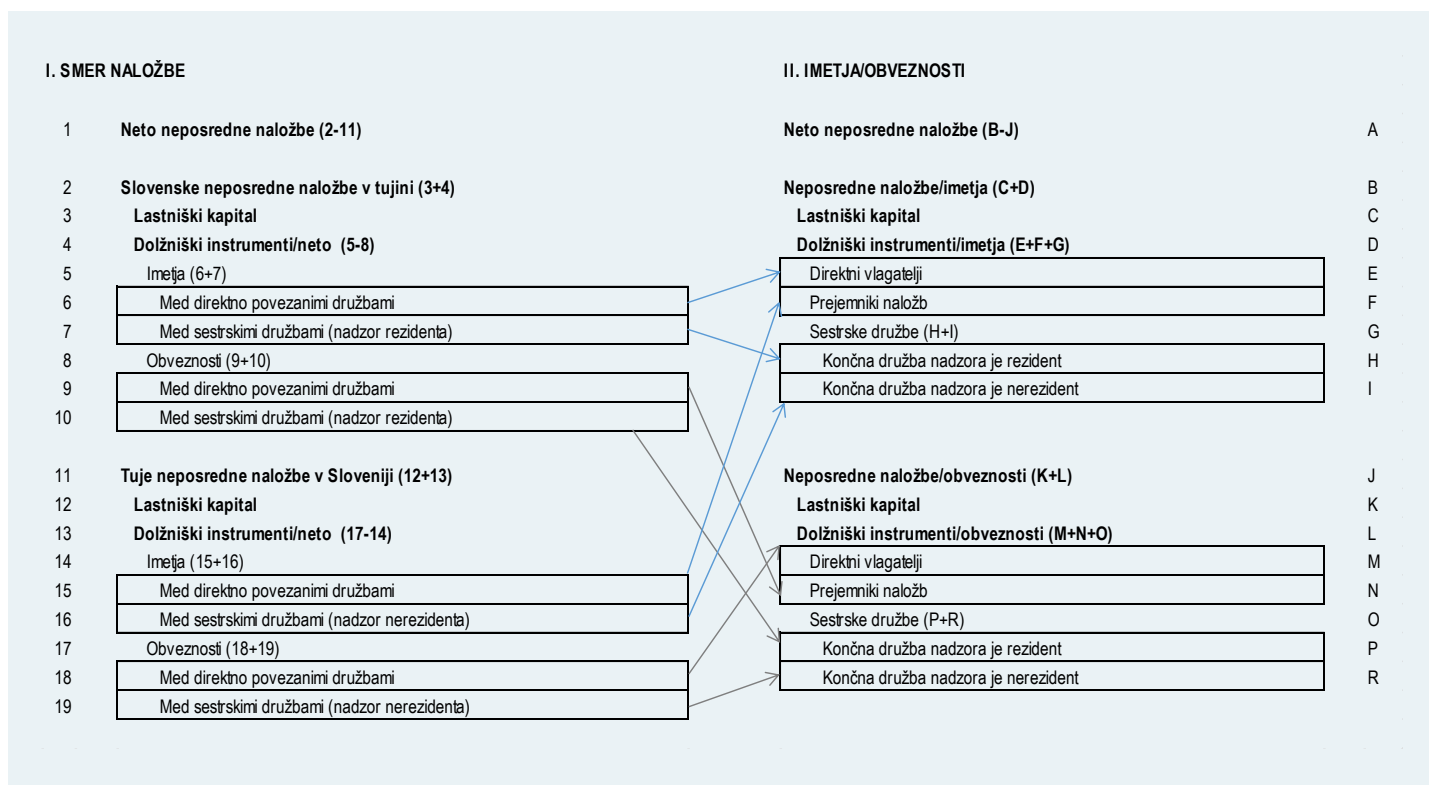 I. SMER NALOŽBE II. IMETJA/OBVEZNOSTI
1 Neto neposredne naložbe (2-11) Neto neposredne naložbe (B-J) A
2 Slovenske neposredne naložbe v tujini (3+4) Neposredne naložbe/imetja (C+D) B
3 Lastniški kapital Lastniški kapital C
4 Dolžniški instrumenti/neto (5-8) Dolžniški instrumenti/imetja (E+F+G) D
5 Imetja (6+7) Direktni vlagatelji E
6 Med direktno povezanimi družbami Prejemniki naložb F
7 Med sestrskimi družbami (nadzor rezidenta) Sestrske družbe (H+I) G
8 Obveznosti (9+10) Končna družba nadzora je rezident H
9 Med direktno povezanimi družbami Končna družba nadzora je nerezident I
10 Med sestrskimi družbami (nadzor rezidenta)
11 Tuje neposredne naložbe v Sloveniji (12+13) Neposredne naložbe/obveznosti (K+L) J
12 Lastniški kapital Lastniški kapital K
13 Dolžniški instrumenti/neto (17-14) Dolžniški instrumenti/obveznosti (M+N+O) L
14 Imetja (15+16) Direktni vlagatelji M
15 Med direktno povezanimi družbami Prejemniki naložb N
16 Med sestrskimi družbami (nadzor nerezidenta) Sestrske družbe (P+R) O
17 Obveznosti (18+19) Končna družba nadzora je rezident P
18 Med direktno povezanimi družbami Končna družba nadzora je nerezident R
19 Med sestrskimi družbami (nadzor nerezidenta)